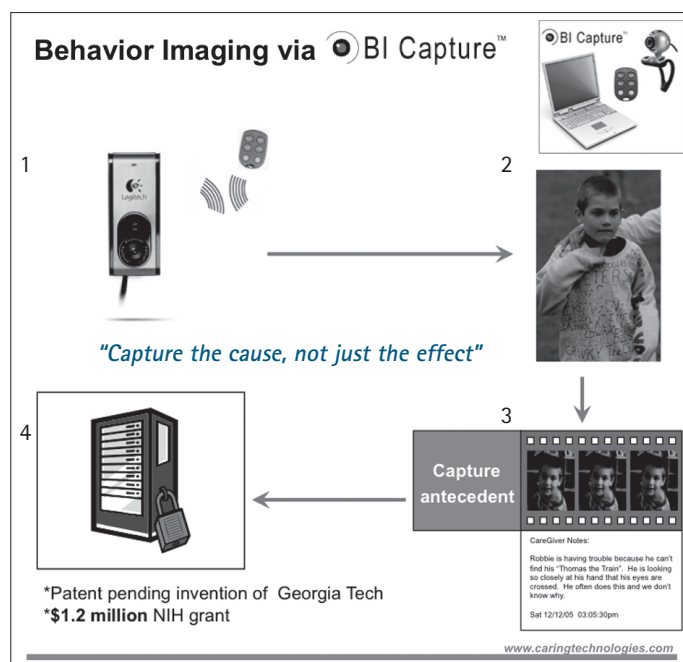 Behavior Imaging via BI Capture™
BI Capture™
1
Logitech
2
"Capture the cause, not just the effect"
3
4
Capture
antecedent
CareGiver Notes:
Robbie is having trouble because he can't
find his "Thomas the Train". He is looking
so closely at his hand that his eyes are
crossed. He often does this and we don't
know why.
Sat 12/12/05 03:05:30pm
*Patent pending invention of Georgia Tech
*$1.2 million NIH grant
www.caringtechnologies.com